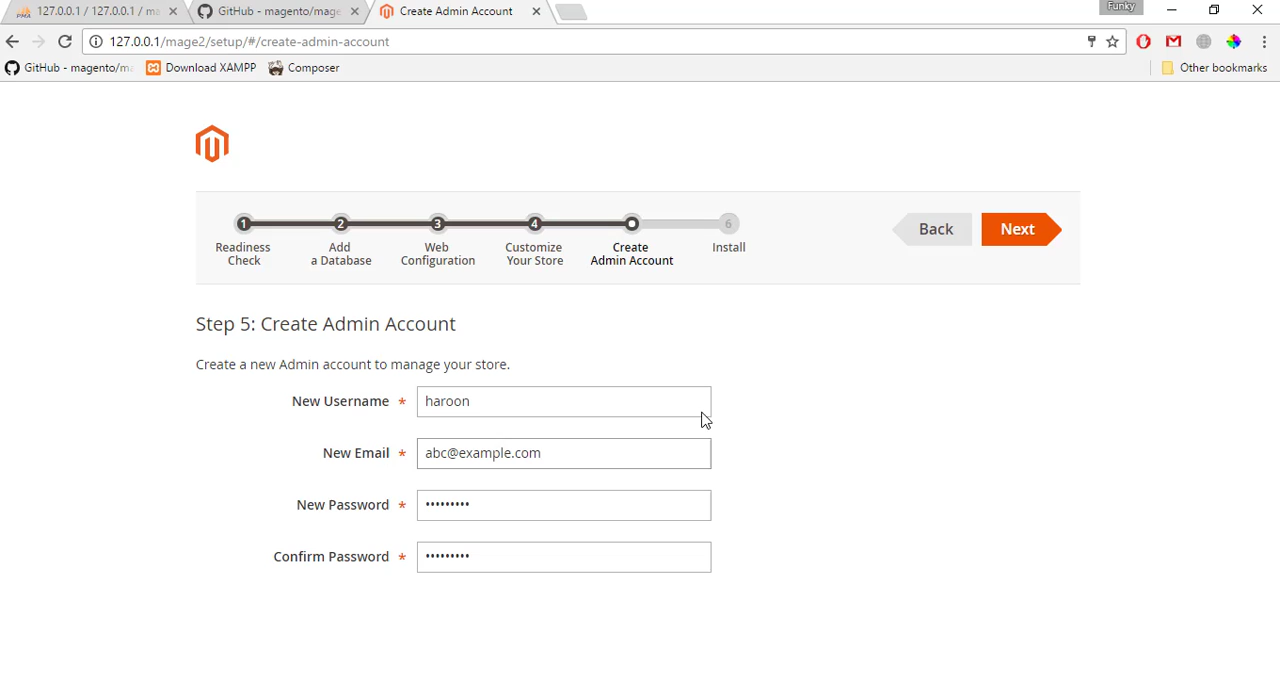 127.0.0.1 / 127.0.0.1 / ma
GitHub - magento/mage
Create Admin Account
Funky
127.0.0.1/mage2/setup/#/create-admin-account
GitHub - magento/ma
Download XAMPP
Composer
Other bookmarks
1 2 3 4 6
Readiness Check
Add a Database
Web Configuration
Customize Your Store
Create Admin Account
Install
Back
Next
Step 5: Create Admin Account
Create a new Admin account to manage your store.
New Username * haroon
New Email * abc@example.com
New Password * •••••••••
Confirm Password * •••••••••